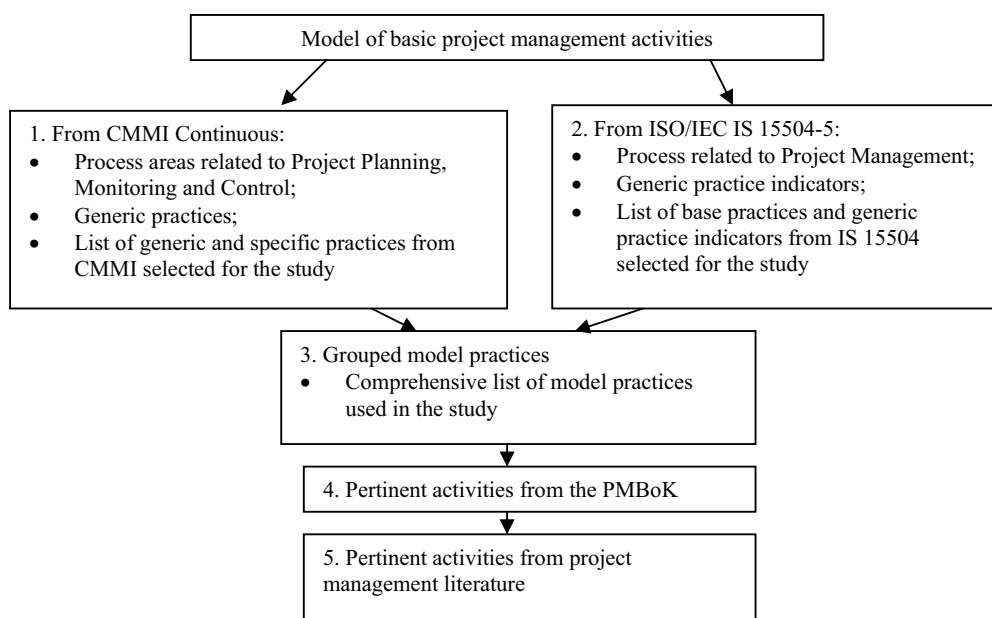 Model of basic project management activities
1. From CMMI Continuous:
• Process areas related to Project Planning,
Monitoring and Control;
• Generic practices;
• List of generic and specific practices from
CMMI selected for the study
2. From ISO/IEC IS 15504-5:
• Process related to Project Management;
• Generic practice indicators;
• List of base practices and generic
practice indicators from IS 15504
selected for the study
3. Grouped model practices
• Comprehensive list of model practices
used in the study
4. Pertinent activities from the PMBoK
5. Pertinent activities from project
management literature